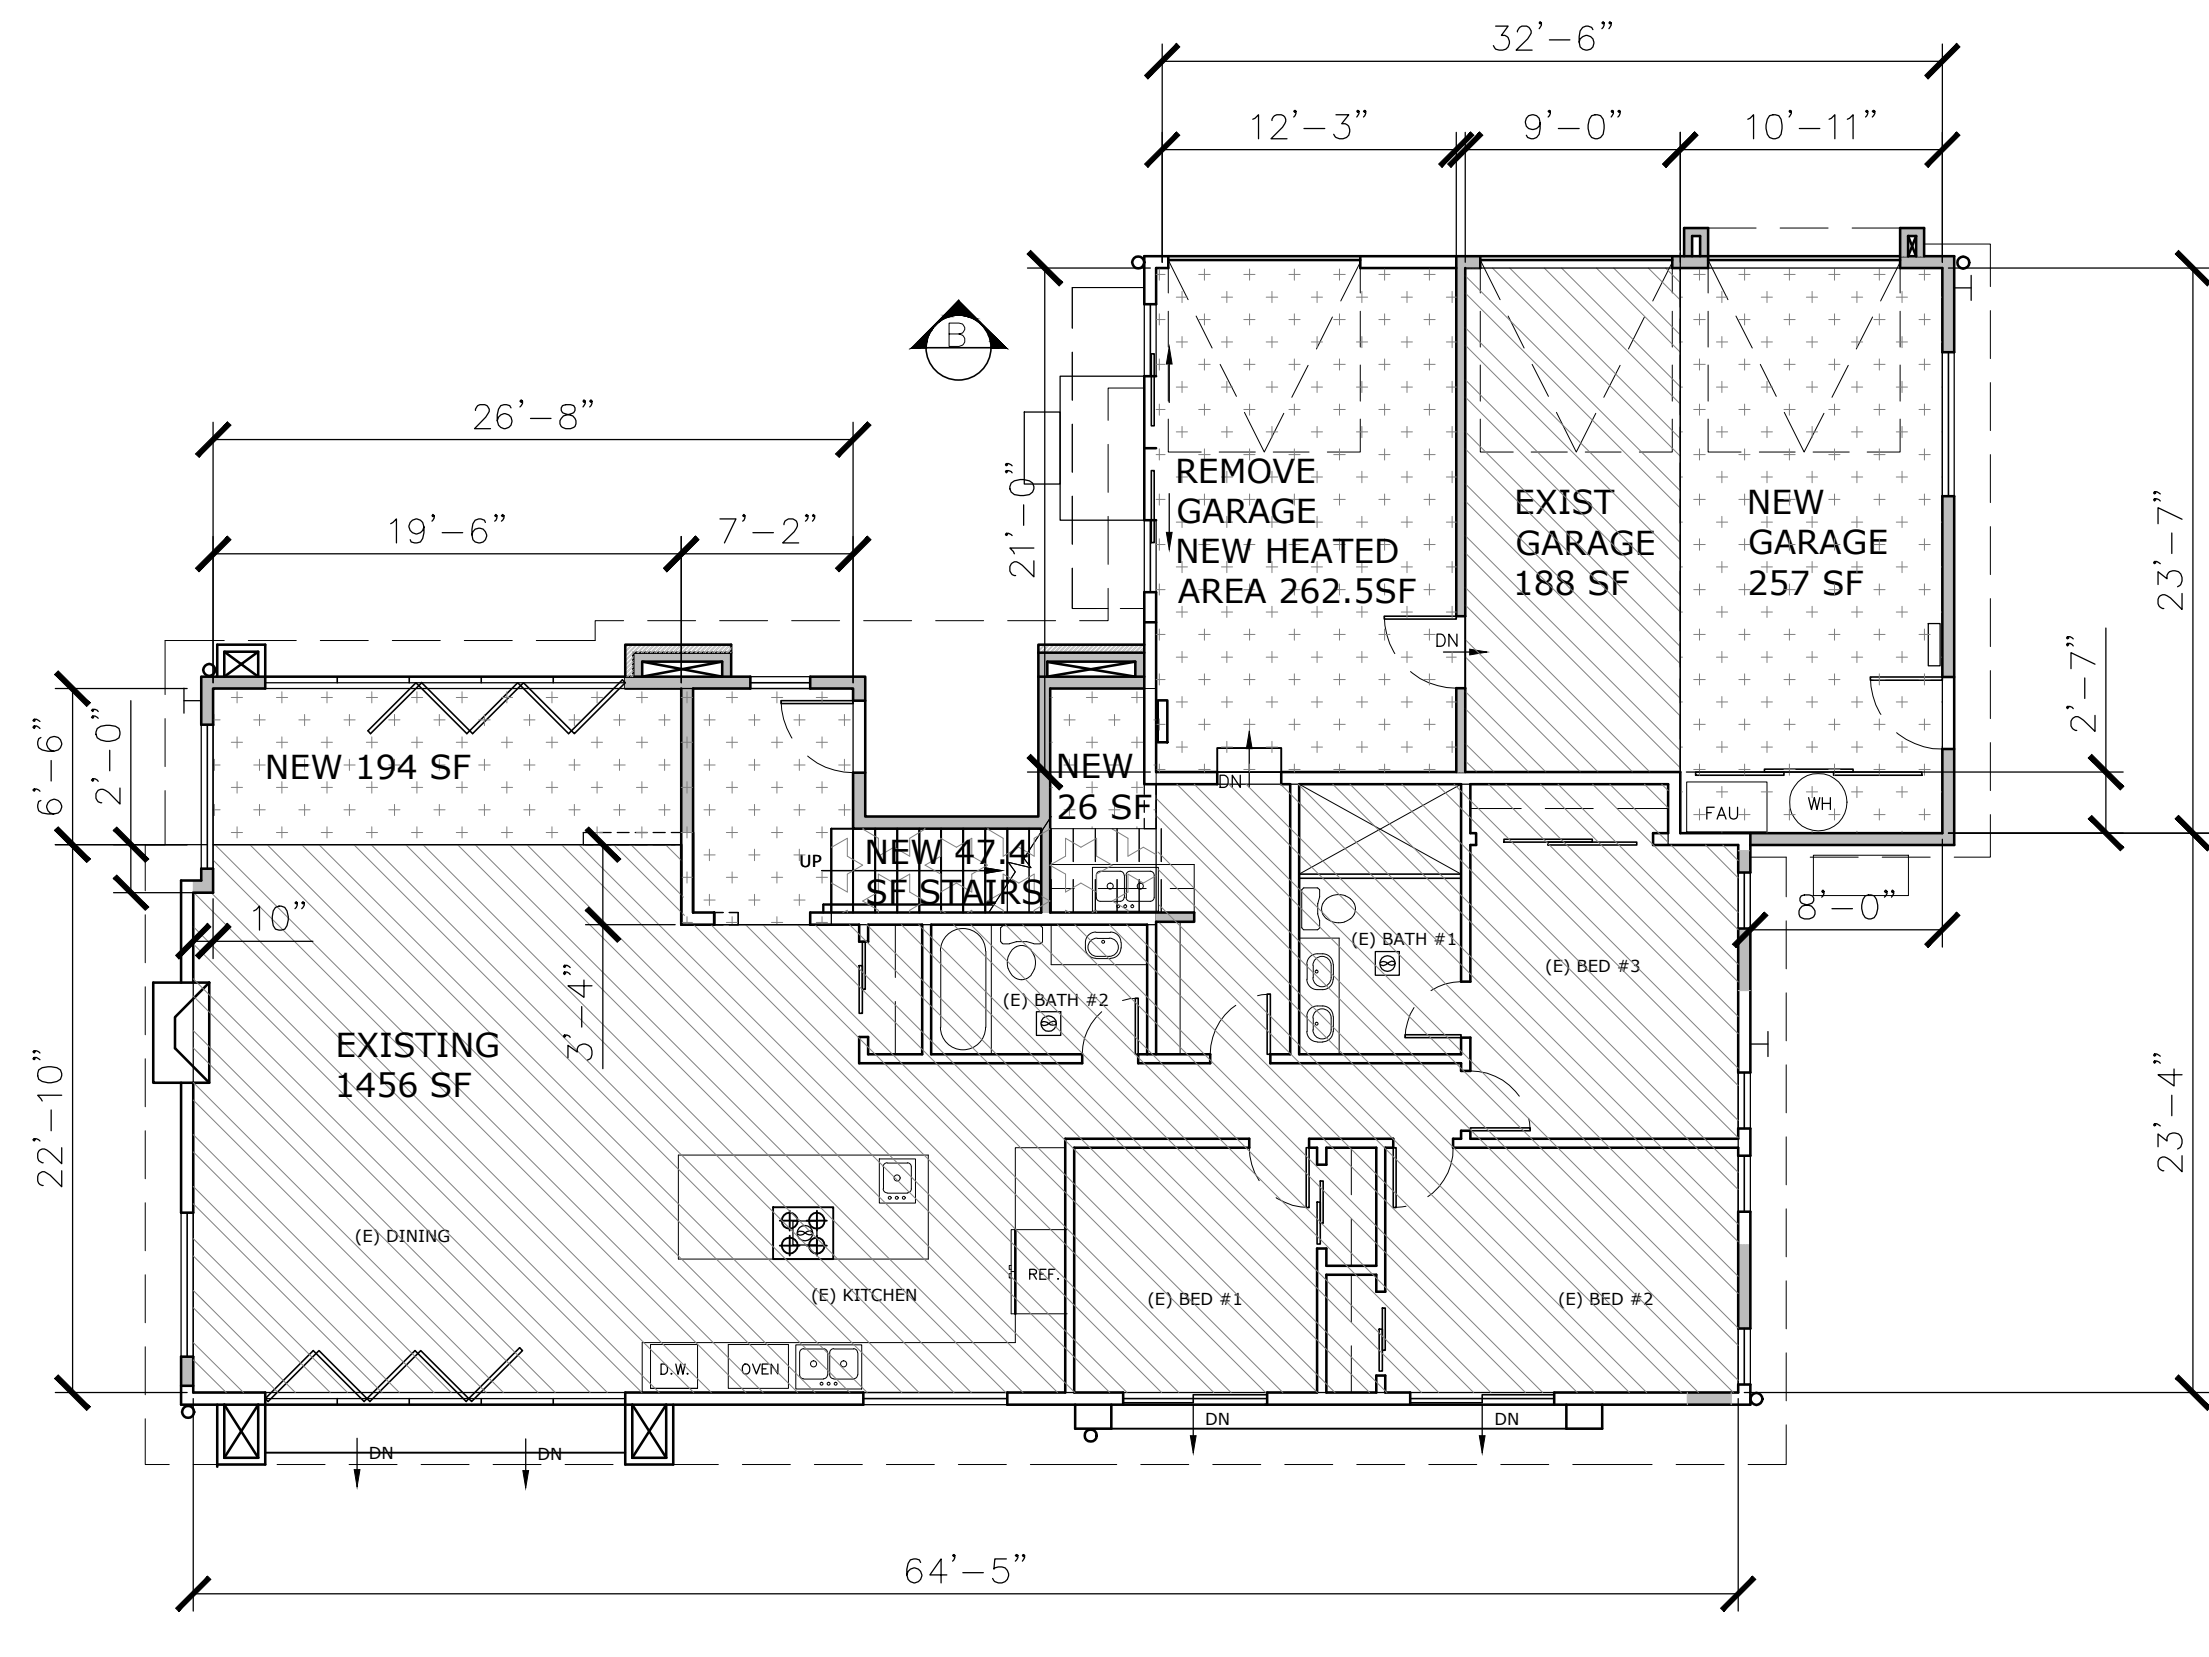 32'-6"
12'-3"
9'-0"
10'-11"
B
26'-8"
19'-6"
7'-2"
21'-0"
REMOVE
GARAGE
NEW HEATED
AREA 262.5SF
EXIST
GARAGE
188 SF
NEW
GARAGE
257 SF
23'-7"
2'-7"
DN
6'-6"
2'-0"
NEW 194 SF
NEW
26 SF
DN
FAU
WH
UP
NEW 47.4
SF STAIRS
8'-0"
10"
3'-4"
(E) BATH #1
(E) BED #3
(E) BATH #2
EXISTING
1456 SF
22'-10"
23'-4"
(E) DINING
(E) KITCHEN
REF.
(E) BED #1
(E) BED #2
D.W.
OVEN
DN
DN
DN
DN
64'-5"